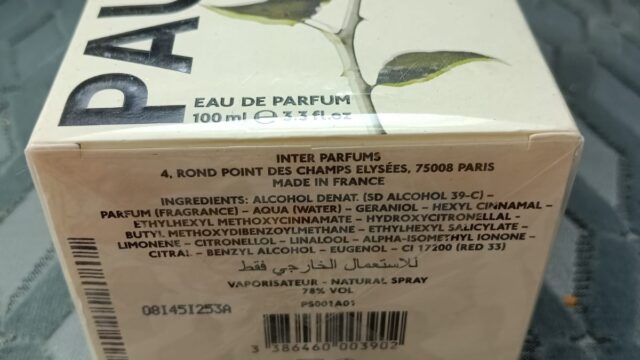 PAU
EAU DE PARFUM
100 ml ℮ 3.3 fl.oz
INTER PARFUMS
4, ROND POINT DES CHAMPS ELYSÉES, 75008 PARIS
MADE IN FRANCE
INGREDIENTS: ALCOHOL DENAT. (SD ALCOHOL 39-C) –
PARFUM (FRAGRANCE) – AQUA (WATER) – GERANIOL – HEXYL CINNAMAL –
ETHYLHEXYL METHOXYCINNAMATE – HYDROXYCITRONELLAL –
BUTYL METHOXYDIBENZOYLMETHANE – ETHYLHEXYL SALICYLATE –
LIMONENE – CITRONELLOL – LINALOOL – ALPHA-ISOMETHYL IONONE –
CITRAL – BENZYL ALCOHOL – EUGENOL – CI 17200 (RED 33)
للاستعمال الخارجي فقط
VAPORISATEUR – NATURAL SPRAY
78% VOL
081451253A
PS001A01
3 386460 003902